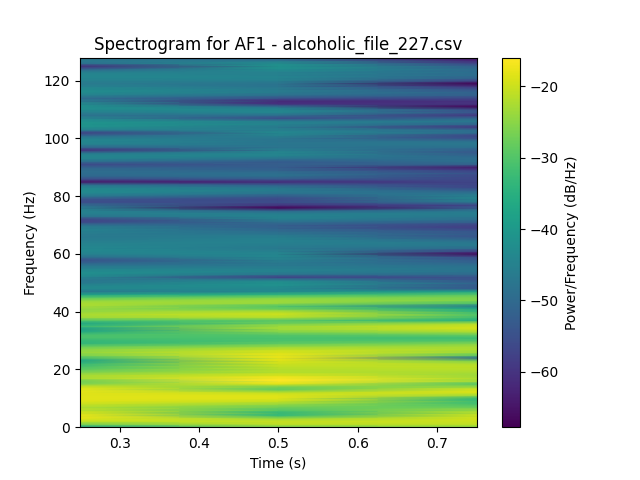 Spectrogram for AF1 - alcoholic_file_227.csv
120
100
80
60
40
20
0
Frequency (Hz)
0.3 0.4 0.5 0.6 0.7
Time (s)
−20
−30
−40
−50
−60
Power/Frequency (dB/Hz)